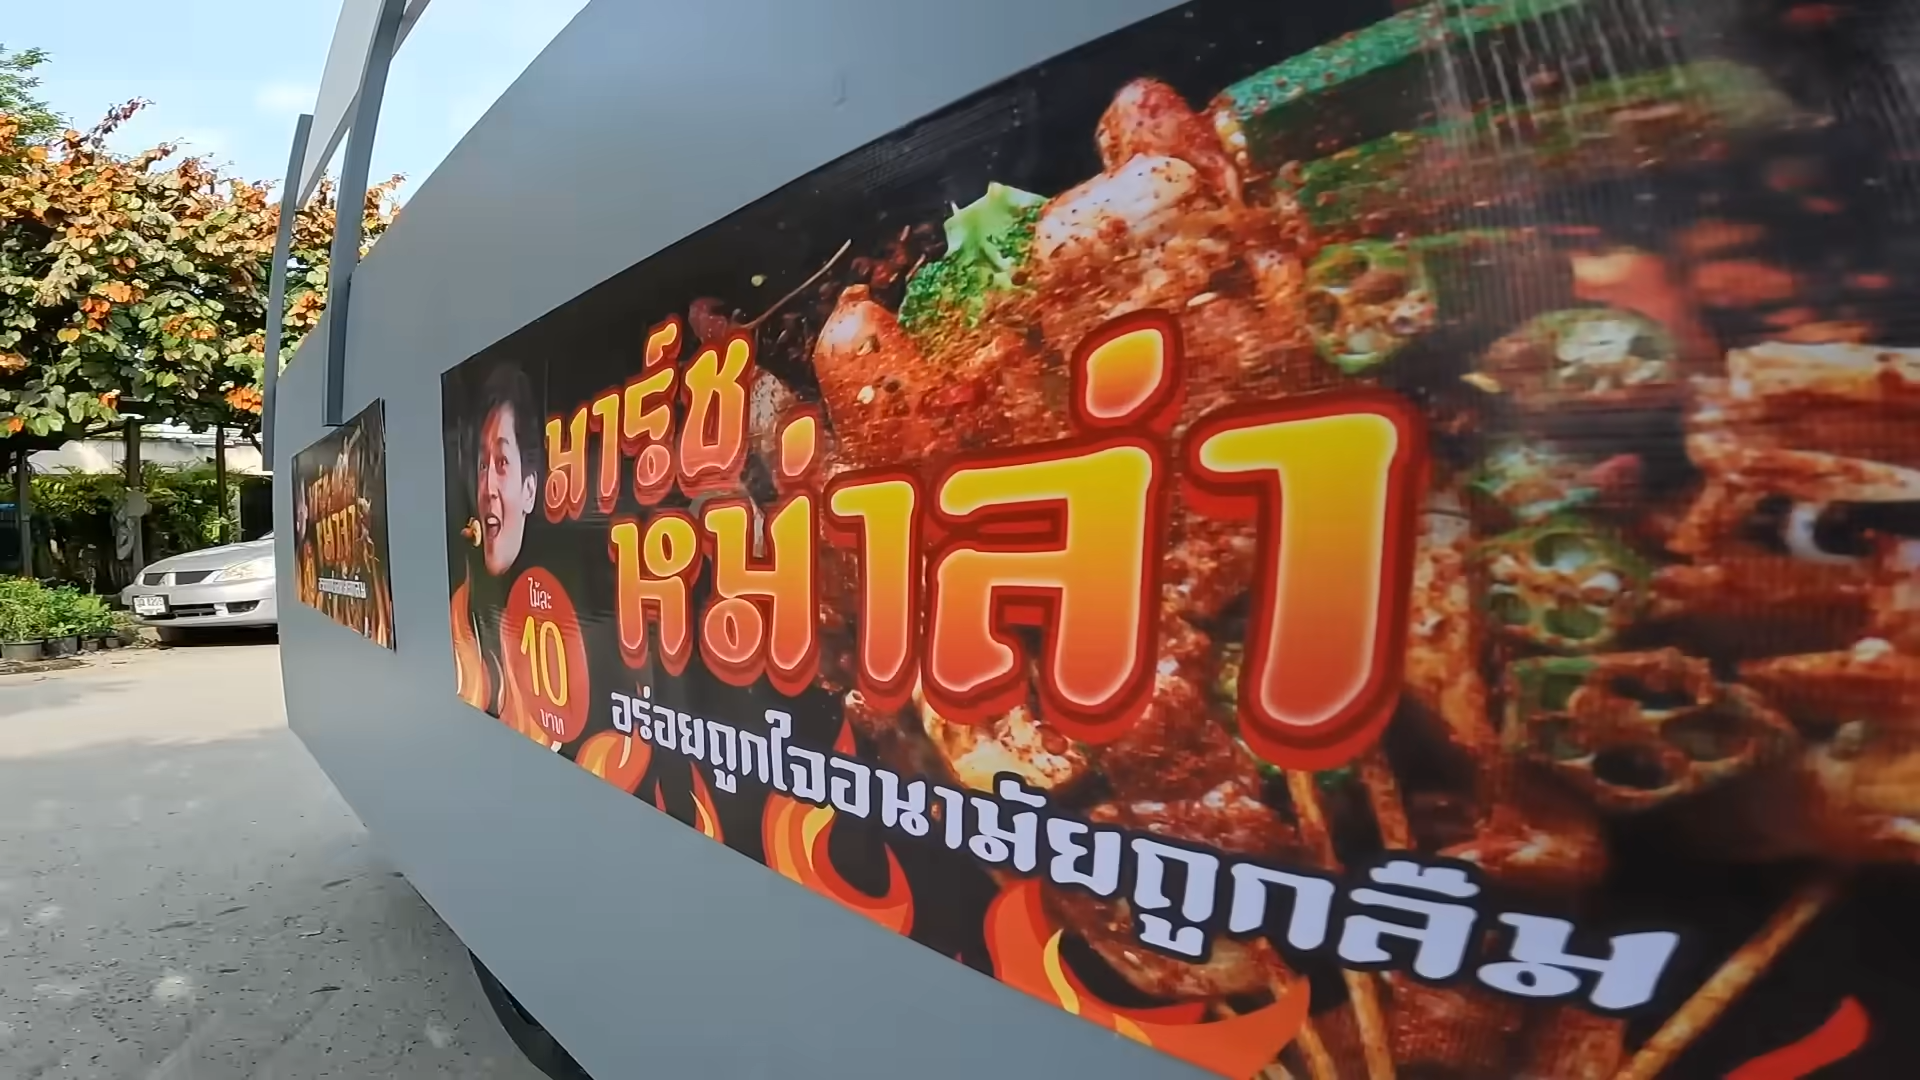 มาร์ช
หม่าล่า
ไม้ละ
10
บาท
อร่อยถูกใจอนามัยถูกลืม